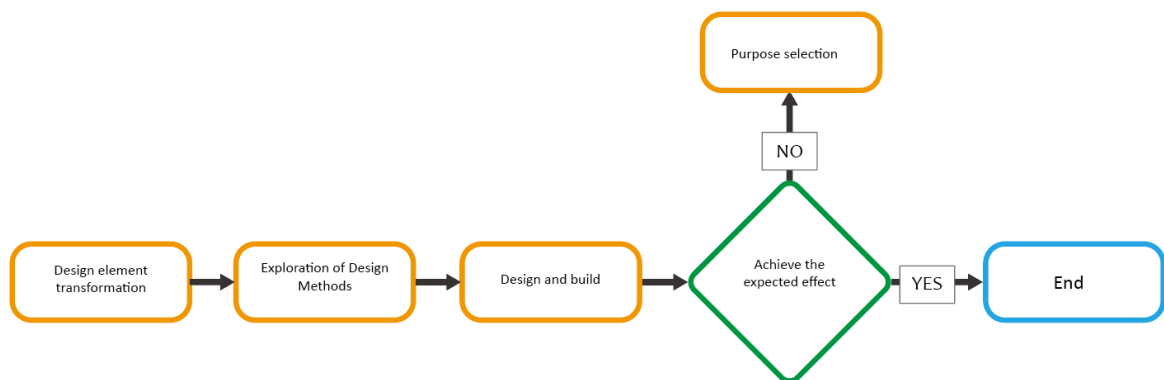 Purpose selection
NO
Design element
transformation
Exploration of Design
Methods
Design and build
Achieve the
expected effect
YES
End